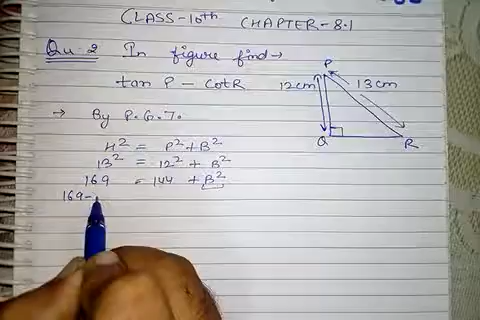 CLASS-10th CHAPTER-8.1
Qu.2 In figure find→
tan P - Cot R
P
12cm 13cm
Q R
→ By P.G.T.
H² = P² + B²
13² = 12² + B²
169 = 144 + B²
169-